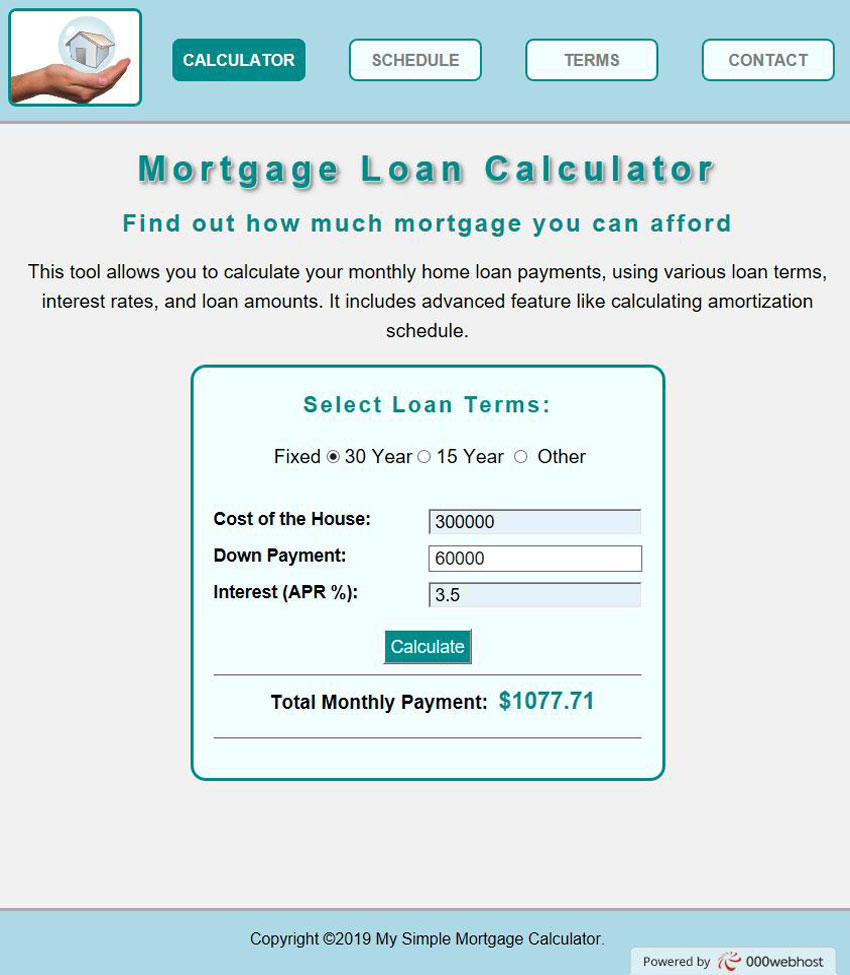 CALCULATOR SCHEDULE TERMS CONTACT
Mortgage Loan Calculator
Find out how much mortgage you can afford
This tool allows you to calculate your monthly home loan payments, using various loan terms,
interest rates, and loan amounts. It includes advanced feature like calculating amortization
schedule.
Select Loan Terms:
Fixed 30 Year 15 Year Other
Cost of the House: 300000
Down Payment: 60000
Interest (APR %): 3.5
Calculate
Total Monthly Payment: $1077.71
Copyright ©2019 My Simple Mortgage Calculator.
Powered by 000webhost